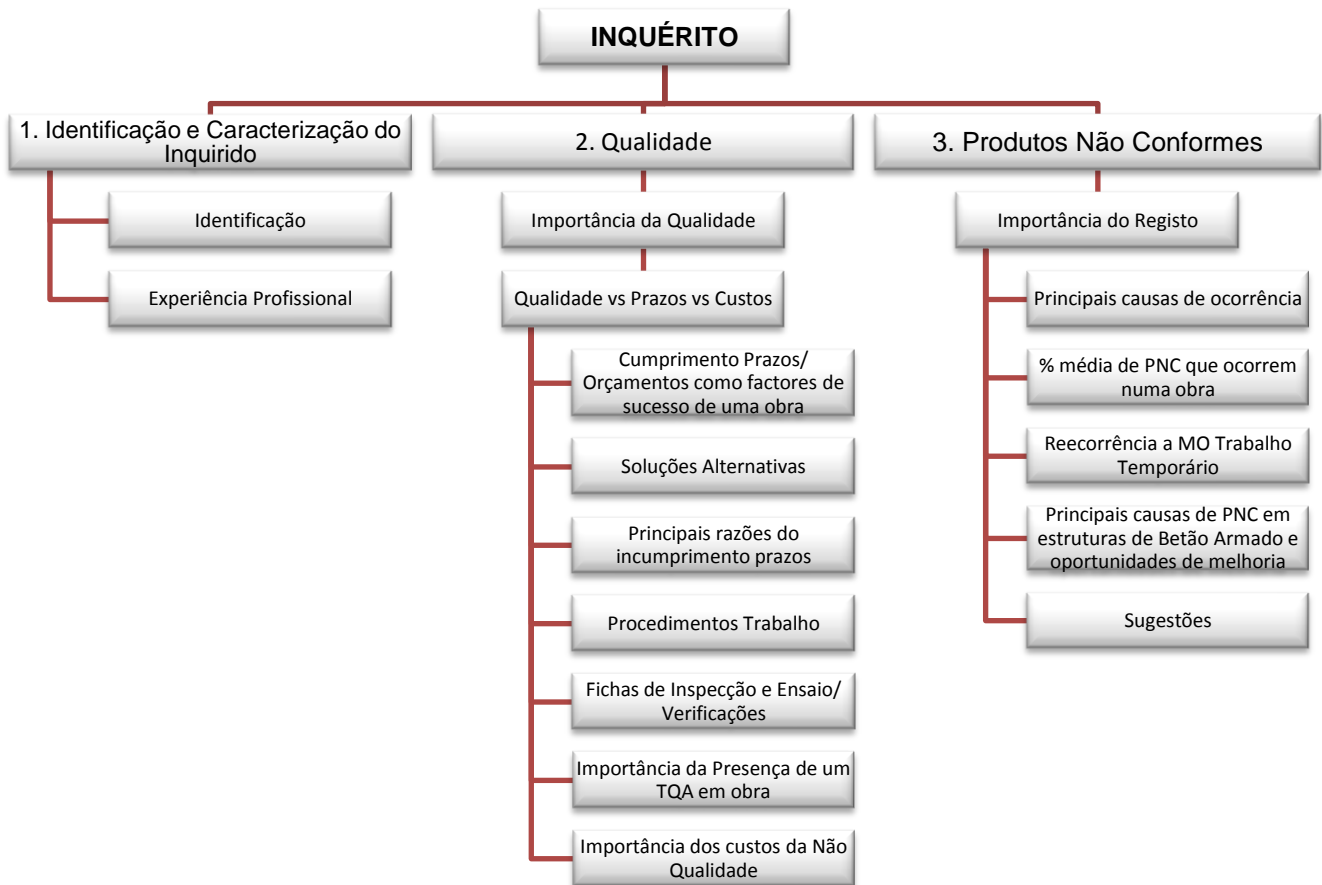 INQUÉRITO
1. Identificação e Caracterização do
Inquirido
Identificação
Experiência Profissional
2. Qualidade
Importância da Qualidade
Qualidade vs Prazos vs Custos
Cumprimento Prazos/
Orçamentos como factores de
sucesso de uma obra
Soluções Alternativas
Principais razões do
incumprimento prazos
Procedimentos Trabalho
Fichas de Inspecção e Ensaio/
Verificações
Importância da Presença de um
TQA em obra
Importância dos custos da Não
Qualidade
3. Produtos Não Conformes
Importância do Registo
Principais causas de ocorrência
% média de PNC que ocorrem
numa obra
Reecorrência a MO Trabalho
Temporário
Principais causas de PNC em
estruturas de Betão Armado e
oportunidades de melhoria
Sugestões